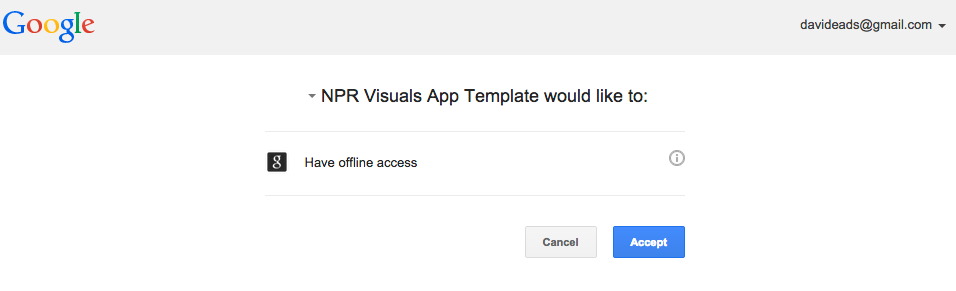 Google
davideads@gmail.com
NPR Visuals App Template would like to:
g
Have offline access
i
Cancel
Accept